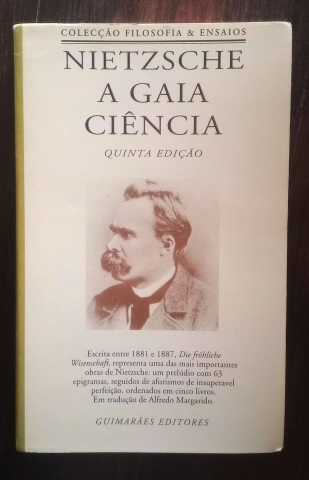 COLECÇÃO FILOSOFIA & ENSAIOS
NIETZSCHE
A GAIA
CIÊNCIA
QUINTA EDIÇÃO
Escrita entre 1881 e 1887, Die fröhliche
Wissenschaft, representa uma das mais importantes
obras de Nietzsche: um prefúdio com 63
epigramas, seguidos de aforismos de insuperavel
perfeição, ordenados em cinco livros.
Em tradução de Alfredo Margarido.
GUIMARÃES EDITORES